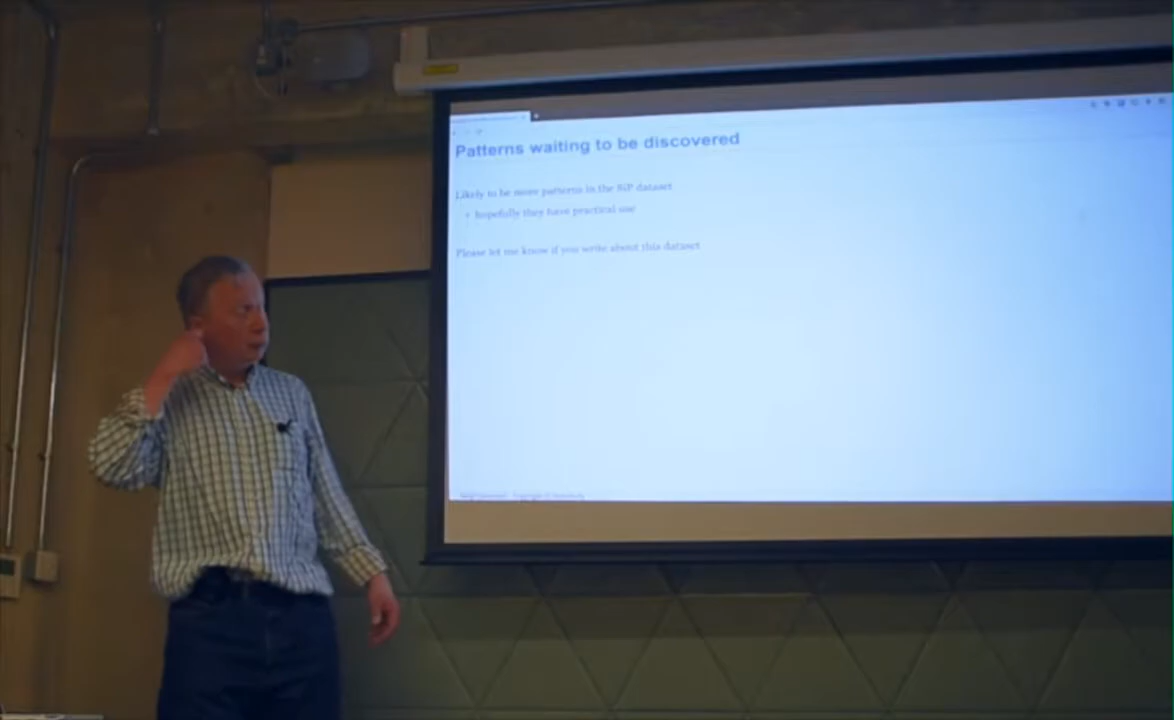 Patterns waiting to be discovered
Likely to be more patterns in the SiP dataset
hopefully they have practical use
Please let me know if you write about this dataset